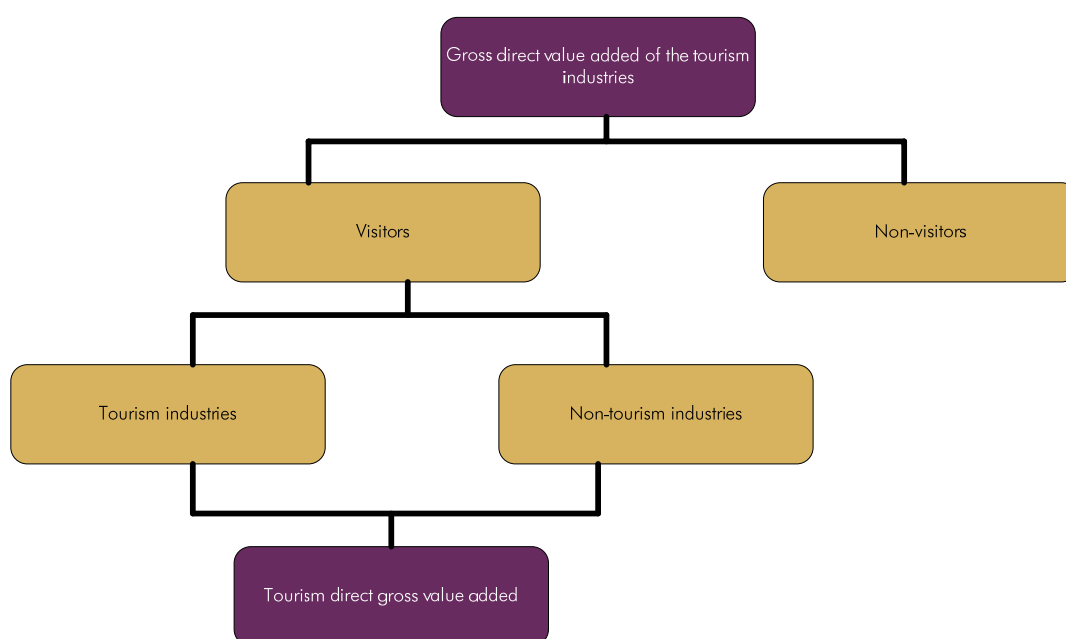 Gross direct value added of the tourism
industries
Visitors
Non-visitors
Tourism industries
Non-tourism industries
Tourism direct gross value added